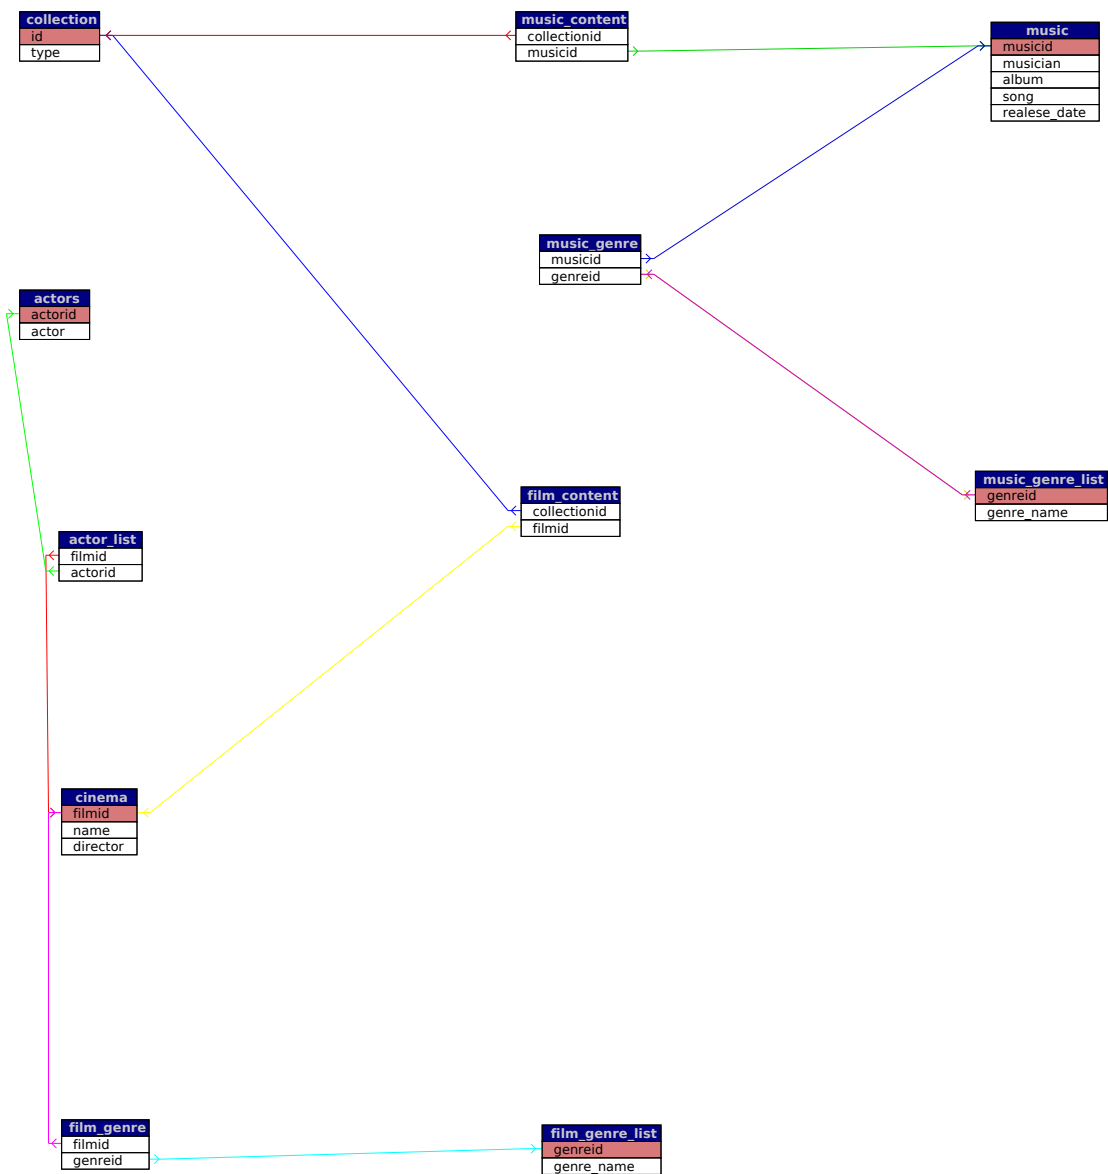 collection
id
type
music_content
collectionid
musicid
music
musicid
musician
album
song
realese_date
music_genre
musicid
genreid
actors
actorid
actor
music_genre_list
genreid
genre_name
film_content
collectionid
filmid
actor_list
filmid
actorid
cinema
filmid
name
director
film_genre
filmid
genreid
film_genre_list
genreid
genre_name